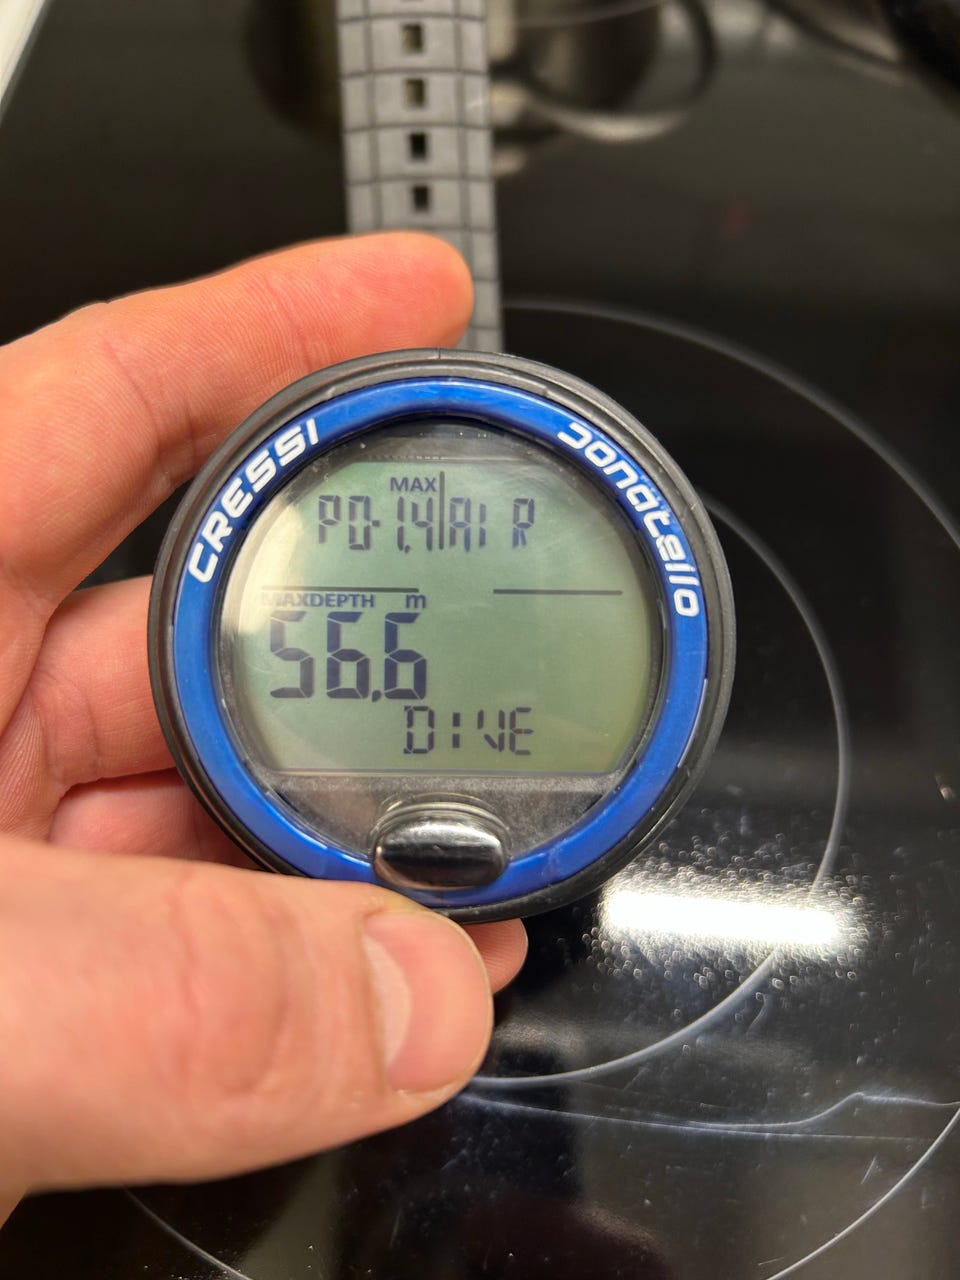 CRESSI
Donatello
MAX
PO-1,4 AIR
MAXDEPTH m
56,6
DIVE